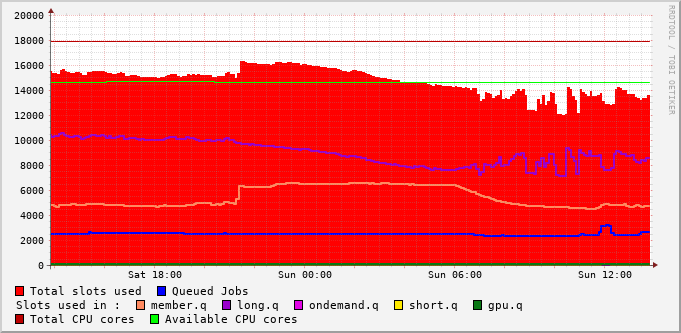 20000
18000
16000
14000
12000
10000
8000
6000
4000
2000
0
Sat 18:00 Sun 00:00 Sun 06:00 Sun 12:00
RRDTOOL / TOBI OETIKER
Total slots used Queued Jobs
Slots used in : member.q long.q ondemand.q short.q gpu.q
Total CPU cores Available CPU cores